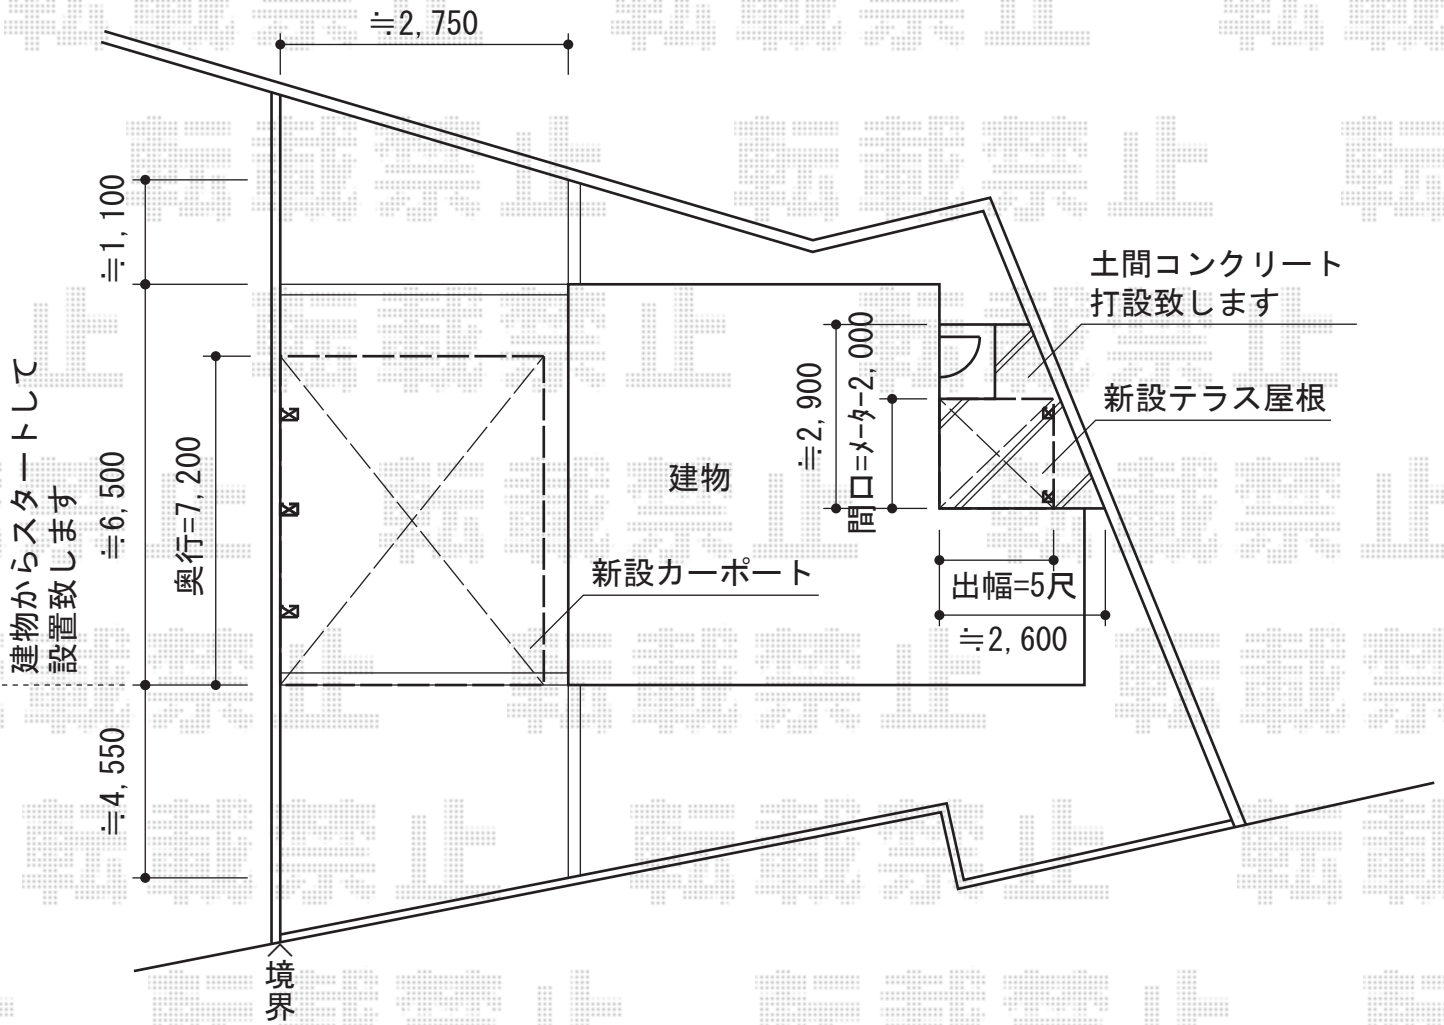 ≒2,750
≒1,100
土間コンクリート
打設致します
建物からスタートして
設置致します
≒6,500
奥行=7,200
≒2,900
間口=メーター2,000
新設テラス屋根
建物
新設カーポート
出幅=5尺
≒2,600
≒4,550
境界
転載禁止